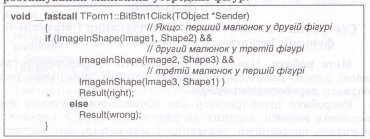 void __fastcall TForm1::BitBtn1Click(TObject *Sender)
{ // Якщо: перший малюнок у другій фігурі
if (ImageInShape(Image1, Shape2) &&
// другий малюнок у третій фігурі
ImageInShape(Image2, Shape3) &&
// третій малюнок у першій фігурі
ImageInShape(Image3, Shape1) )
Result(right);
else
Result(wrong);
}